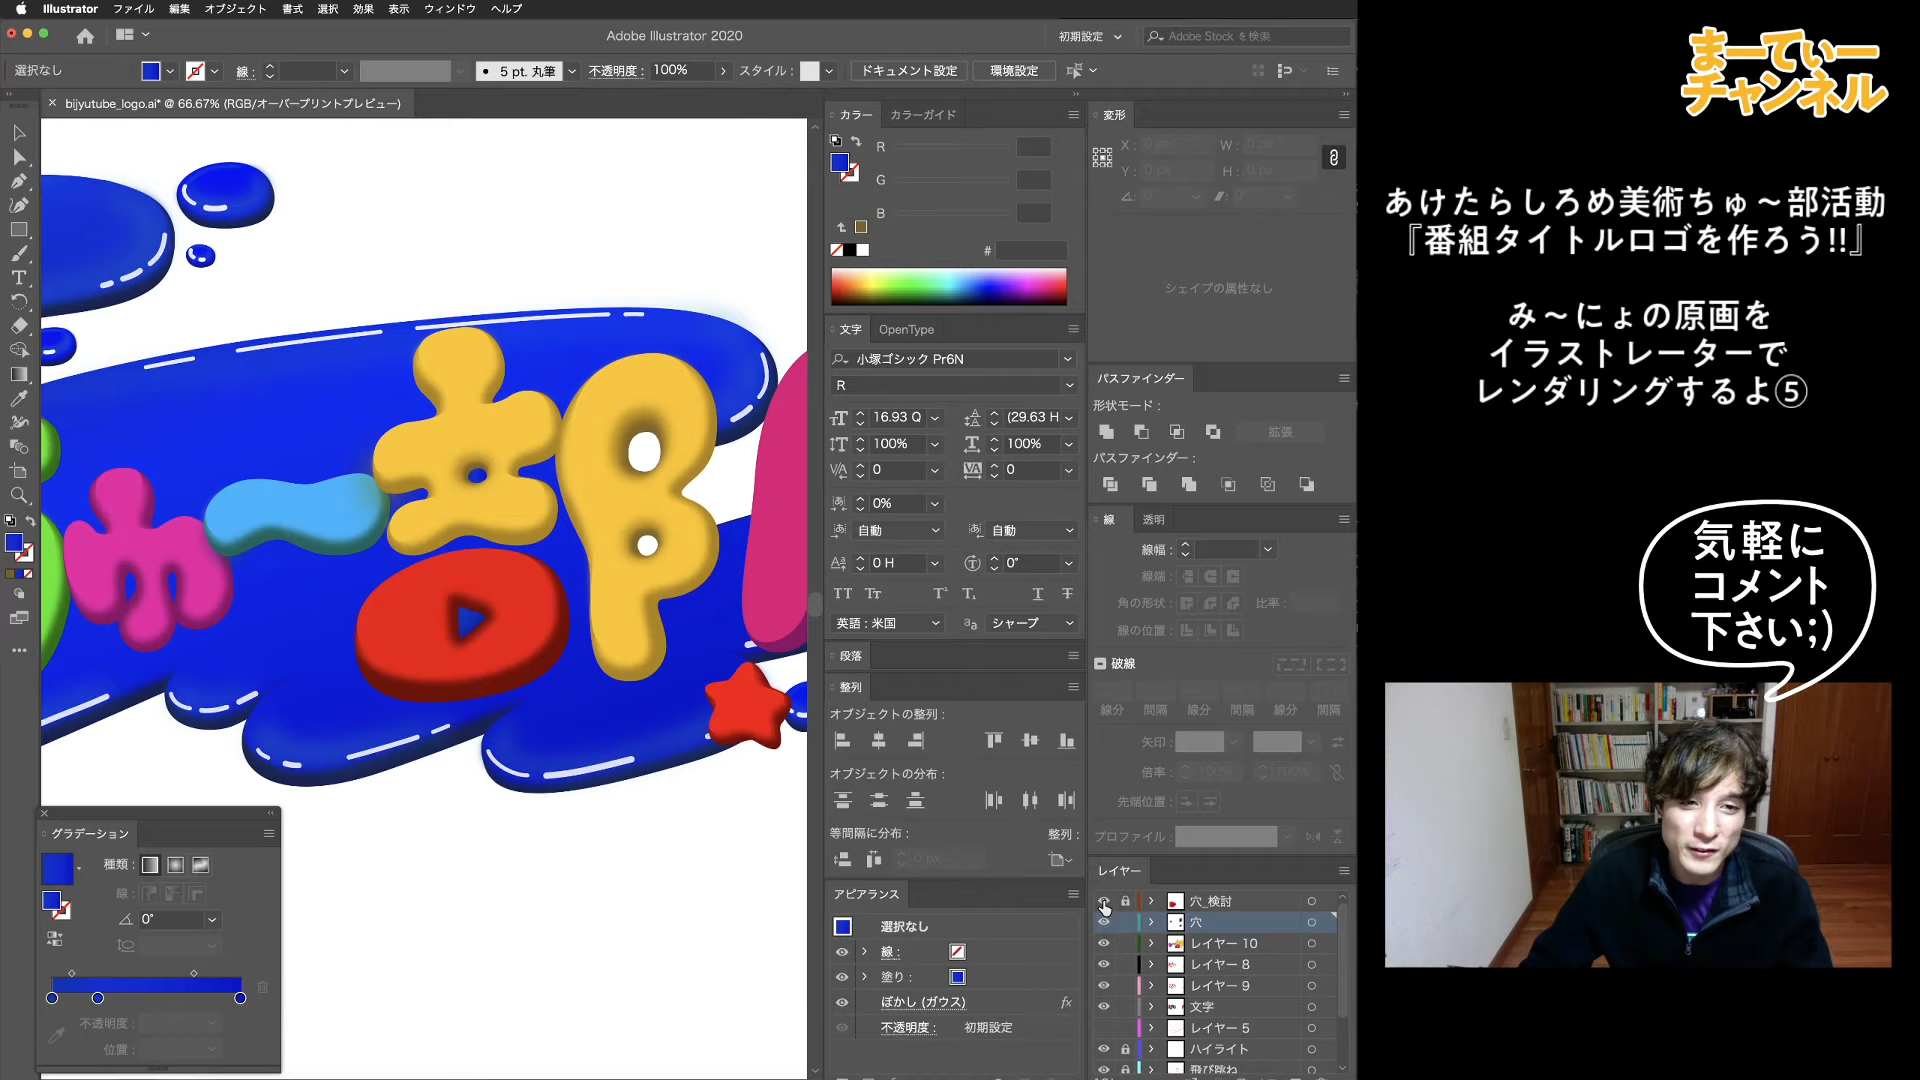 Illustrator ファイル 編集 オブジェクト 書式 選択 効果 表示 ウィンドウ ヘルプ
Adobe Illustrator 2020
初期設定
Adobe Stock を検索
選択なし
線 :
5 pt. 丸筆
不透明度 : 100%
スタイル :
ドキュメント設定
環境設定
bijyutube_logo.ai* @ 66.67% (RGB/オーバープリントプレビュー)
部
カラー カラーガイド
R
G
B
#
文字 OpenType
小塚ゴシック Pr6N
R
16.93 Q
(29.63 H
100%
100%
0
0
0%
自動
自動
0 H
0°
英語 : 米国
シャープ
段落
整列
オブジェクトの整列 :
オブジェクトの分布 :
等間隔に分布 :
整列 :
0 px
アピアランス
選択なし
線 :
塗り :
ぼかし (ガウス)
fx
不透明度 : 初期設定
変形
X : 0 px
W : 0 px
Y : 0 px
H : 0 px
シェイプの属性なし
パスファインダー
形状モード :
拡張
パスファインダー :
線 透明
線幅 :
線端 :
角の形状 :
比率 :
線の位置 :
破線
線分 間隔 線分 間隔 線分 間隔
矢印 :
倍率 : 100% 100%
先端位置 :
プロファイル :
レイヤー
穴_検討
穴
レイヤー 10
レイヤー 8
レイヤー 9
文字
レイヤー 5
ハイライト
飛び跳ね
グラデーション
種類 :
線 :
0°
不透明度 :
位置 :
まーてぃー
チャンネル
あけたらしろめ美術ちゅ～部活動
『番組タイトルロゴを作ろう!!』
み～にょの原画を
イラストレーターで
レンダリングするよ⑤
気軽に
コメント
下さい;)